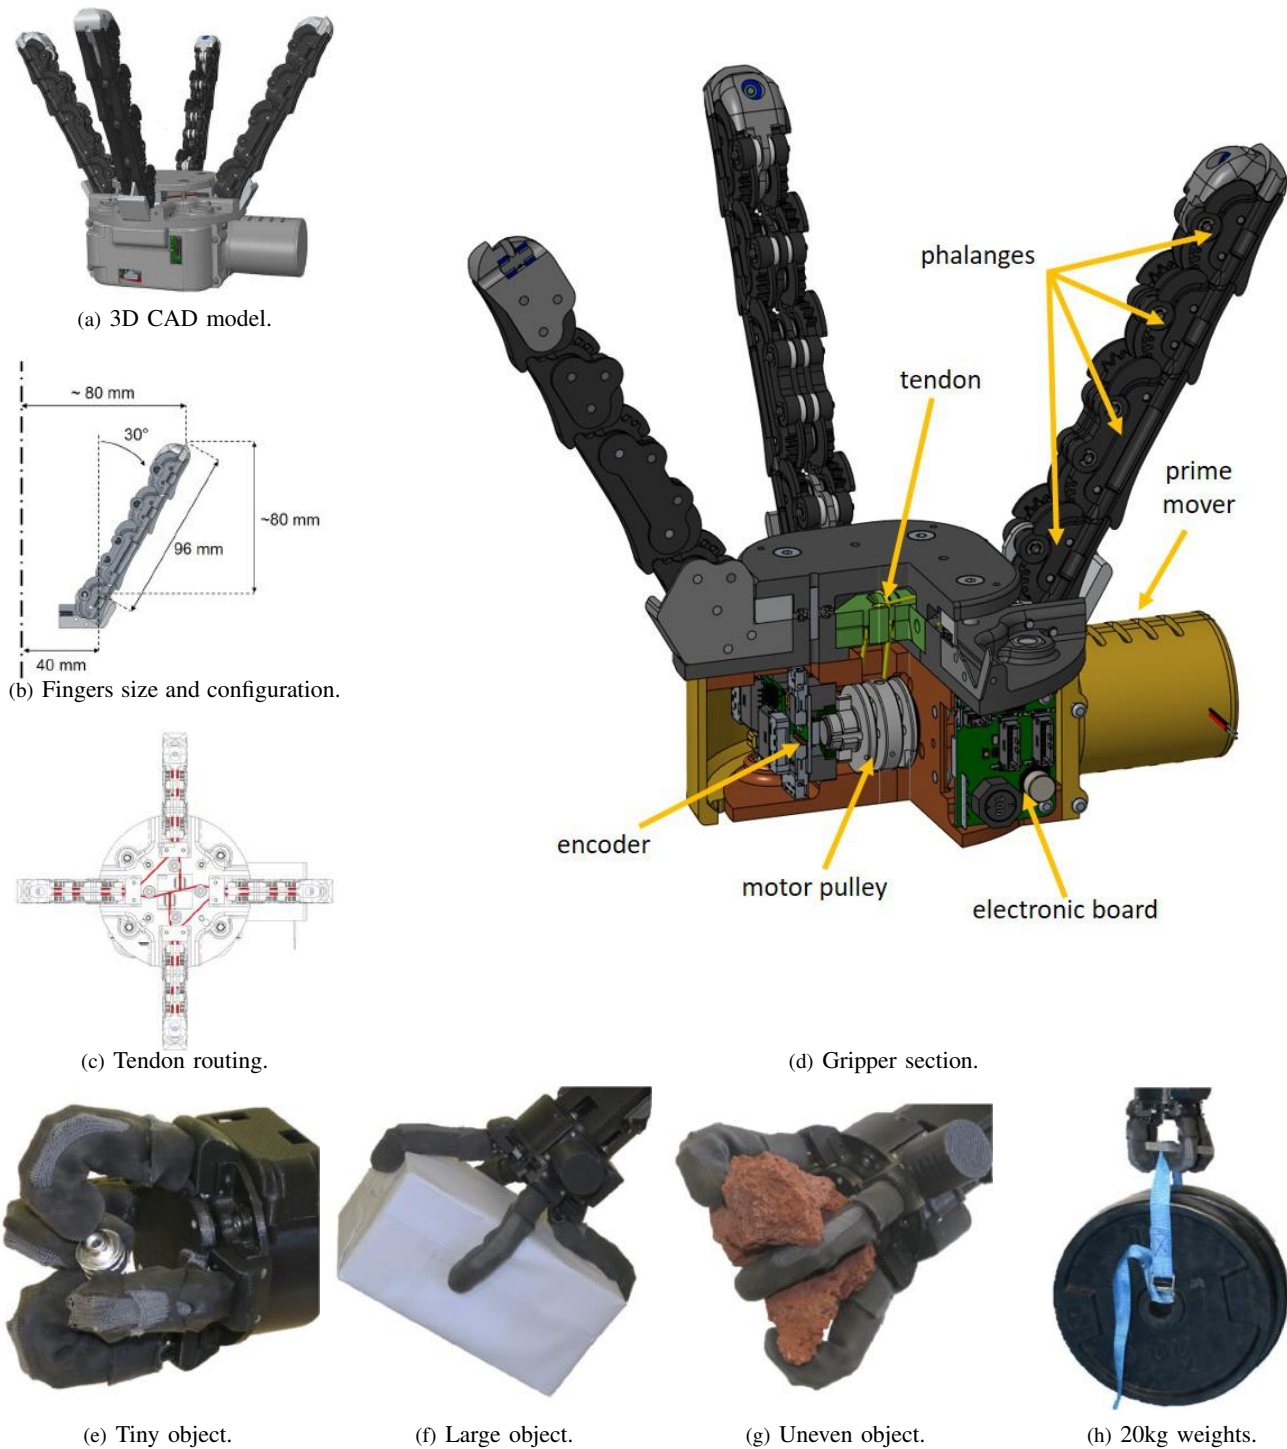 (a) 3D CAD model.
~ 80 mm
30°
~80 mm
96 mm
40 mm
(b) Fingers size and configuration.
(c) Tendon routing.
phalanges
tendon
prime
mover
encoder
motor pulley
electronic board
(d) Gripper section.
(e) Tiny object.
(f) Large object.
(g) Uneven object.
(h) 20kg weights.